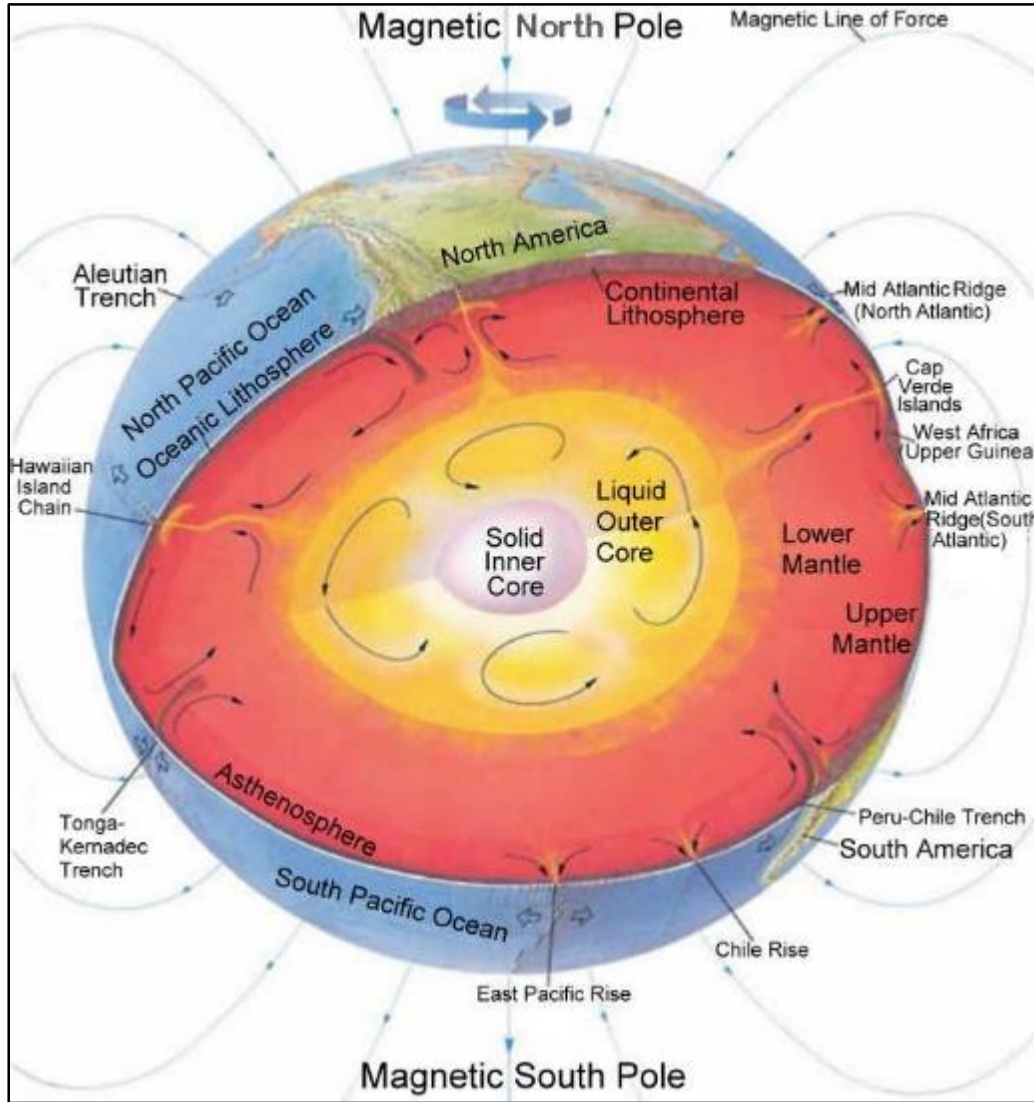 Magnetic North Pole
Magnetic Line of Force
North America
Aleutian
Trench
Continental
Lithosphere
Mid Atlantic Ridge
(North Atlantic)
North Pacific Ocean
Oceanic Lithosphere
Cap
Verde
Islands
West Africa
Upper Guinea
Hawaiian
Island
Chain
Liquid
Outer
Core
Solid
Inner
Core
Mid Atlantic
Ridge(South
Atlantic)
Lower
Mantle
Upper
Mantle
Asthenosphere
Tonga-
Kernadec
Trench
Peru-Chile Trench
South America
South Pacific Ocean
Chile Rise
East Pacific Rise
Magnetic South Pole